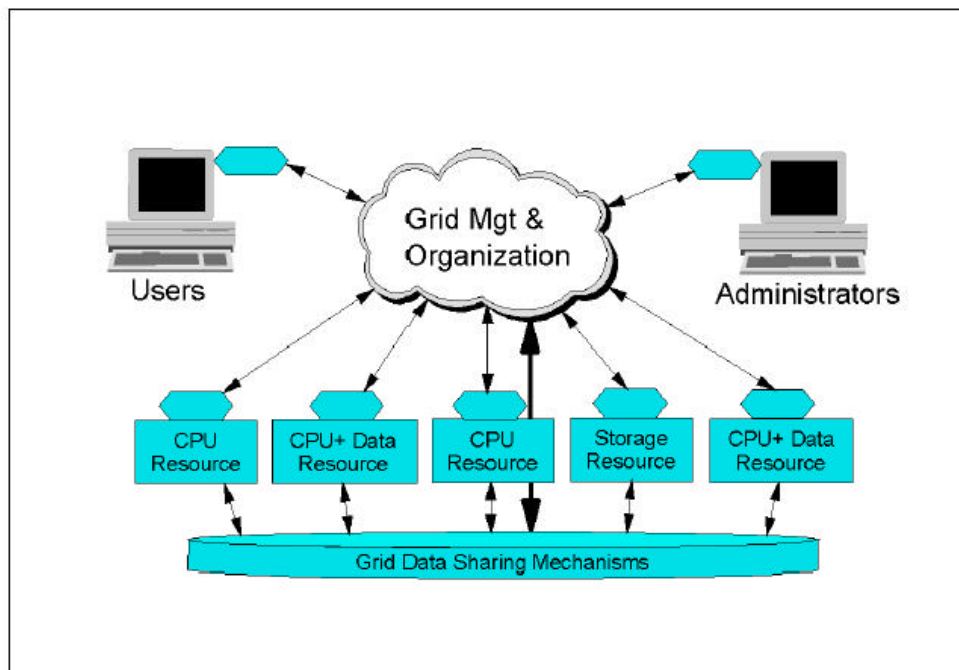 Grid Mgt &
Organization
Users
Administrators
CPU
Resource
CPU+ Data
Resource
CPU
Resource
Storage
Resource
CPU+ Data
Resource
Grid Data Sharing Mechanisms